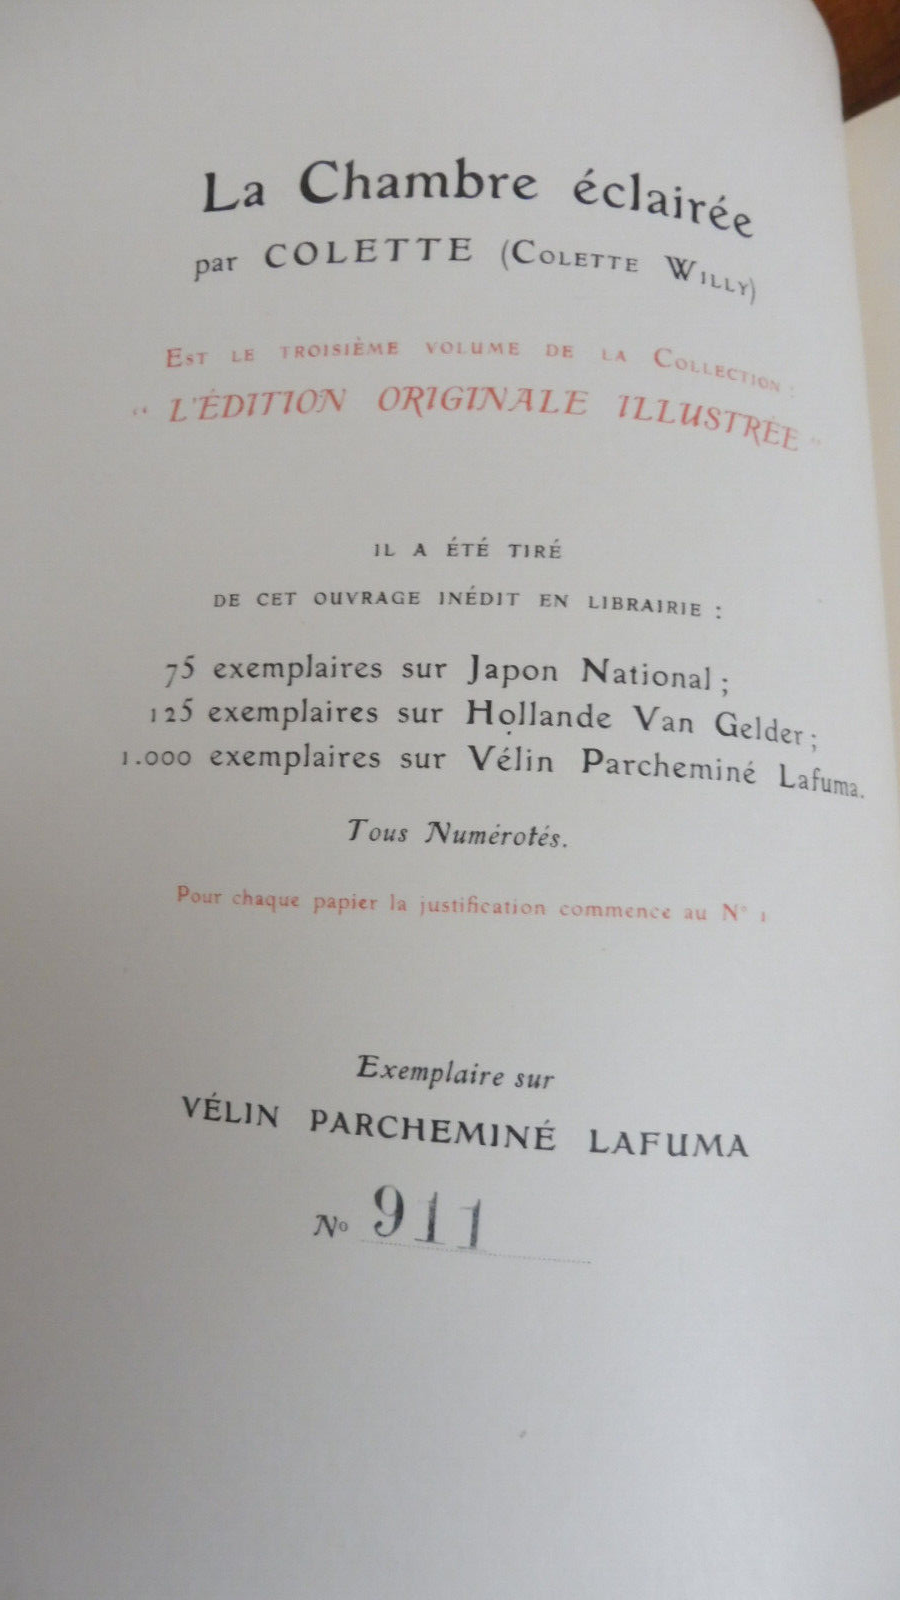 La Chambre éclairée
par COLETTE (COLETTE WILLY)
EST LE TROISIÈME VOLUME DE LA COLLECTION :
“ L'ÉDITION ORIGINALE ILLUSTRÉE ”
IL A ÉTÉ TIRÉ
DE CET OUVRAGE INÉDIT EN LIBRAIRIE :
75 exemplaires sur Japon National ;
125 exemplaires sur Hollande Van Gelder ;
1.000 exemplaires sur Vélin Parcheminé Lafuma.
Tous Numérotés.
Pour chaque papier la justification commence au N° 1
Exemplaire sur
VÉLIN PARCHEMINÉ LAFUMA
No 911